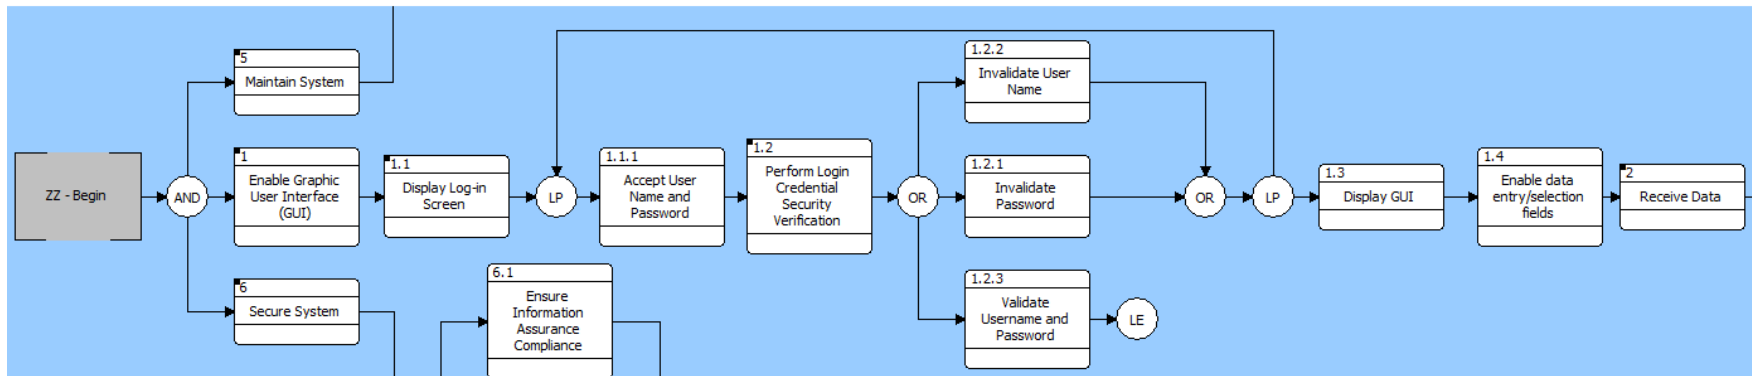 5
Maintain System
ZZ - Begin
AND
1
Enable Graphic
User Interface
(GUI)
1.1
Display Log-in
Screen
LP
1.1.1
Accept User
Name and
Password
1.2
Perform Login
Credential
Security
Verification
OR
1.2.2
Invalidate User
Name
1.2.1
Invalidate
Password
1.2.3
Validate
Username and
Password
LE
OR
LP
1.3
Display GUI
1.4
Enable data
entry/selection
fields
2
Receive Data
6
Secure System
6.1
Ensure
Information
Assurance
Compliance